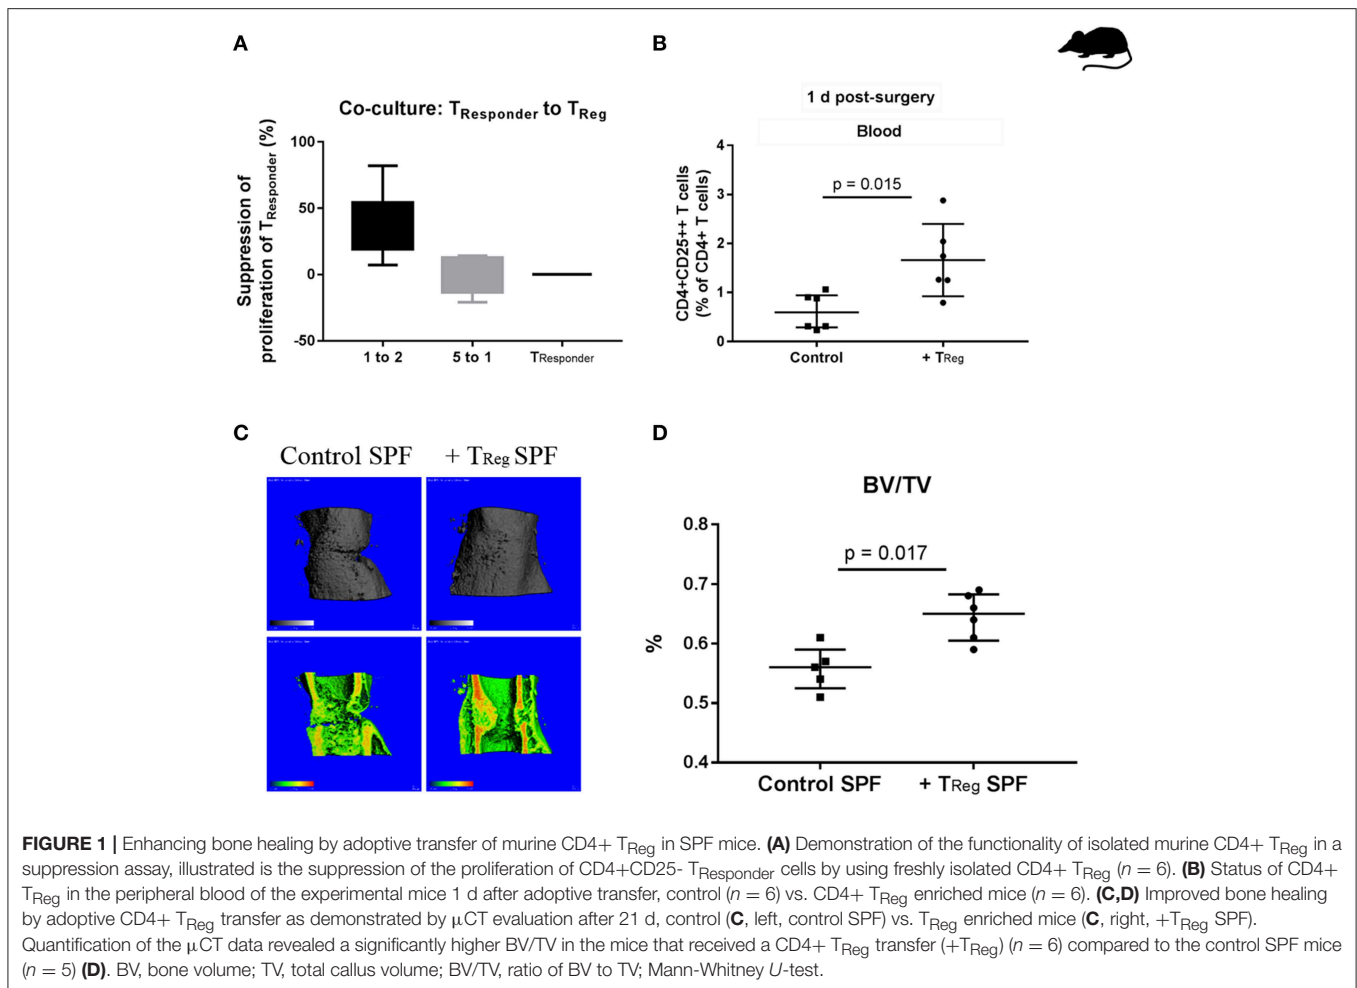 A
Co-culture: TResponder to TReg
Suppression of
proliferation of TResponder (%)
100
50
0
-50
1 to 2
5 to 1
TResponder
B
1 d post-surgery
Blood
CD4+CD25++ T cells
(% of CD4+ T cells)
4
3
2
1
0
p = 0.015
Control
+ TReg
C
Control SPF
+ TReg SPF
D
BV/TV
%
0.8
0.7
0.6
0.5
0.4
p = 0.017
Control SPF
+ TReg SPF
FIGURE 1 | Enhancing bone healing by adoptive transfer of murine CD4+ TReg in SPF mice. (A) Demonstration of the functionality of isolated murine CD4+ TReg in a
suppression assay, illustrated is the suppression of the proliferation of CD4+CD25- TResponder cells by using freshly isolated CD4+ TReg (n = 6). (B) Status of CD4+
TReg in the peripheral blood of the experimental mice 1 d after adoptive transfer, control (n = 6) vs. CD4+ TReg enriched mice (n = 6). (C,D) Improved bone healing
by adoptive CD4+ TReg transfer as demonstrated by μCT evaluation after 21 d, control (C, left, control SPF) vs. TReg enriched mice (C, right, +TReg SPF).
Quantification of the μCT data revealed a significantly higher BV/TV in the mice that received a CD4+ TReg transfer (+TReg) (n = 6) compared to the control SPF mice
(n = 5) (D). BV, bone volume; TV, total callus volume; BV/TV, ratio of BV to TV; Mann-Whitney U-test.